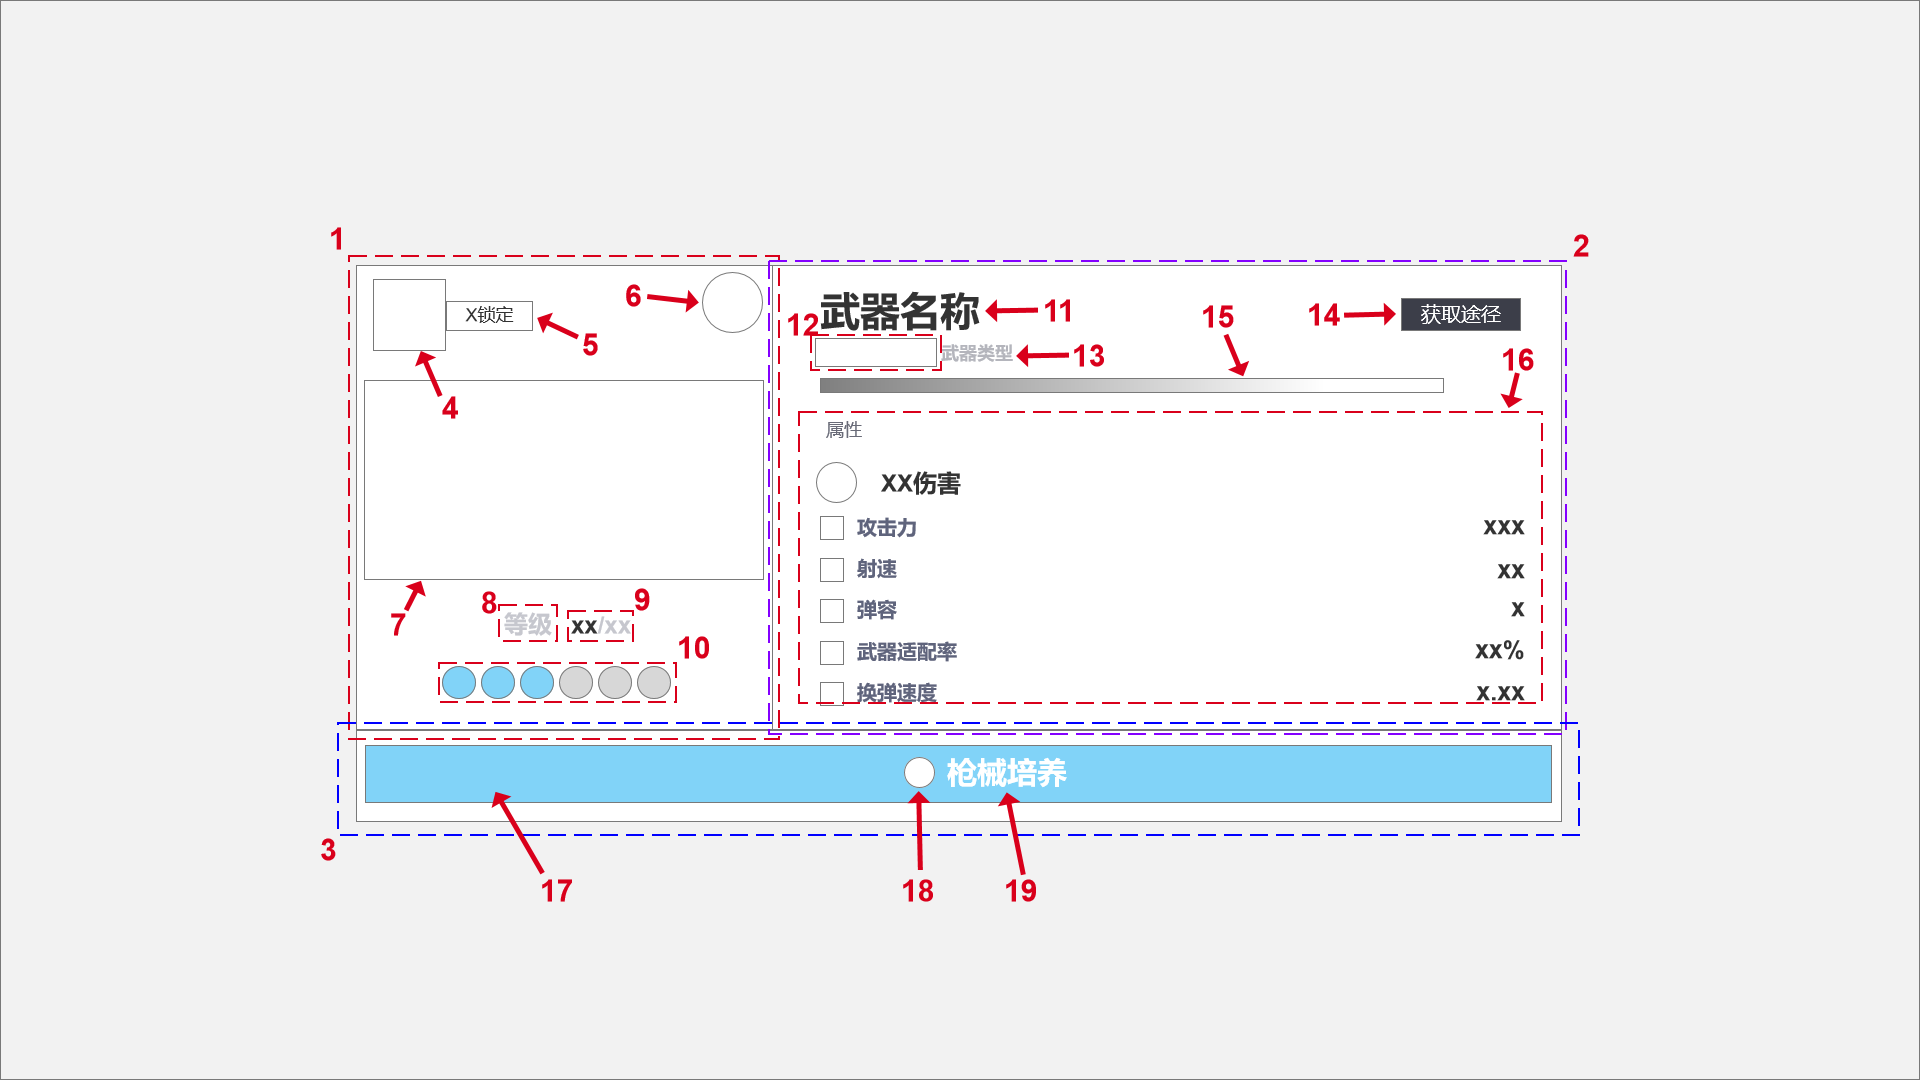 1
2
6
X锁定
5
4
武器名称
11
14
获取途径
12
15
武器类型
13
16
属性
XX伤害
攻击力
xxx
射速
xx
弹容
x
武器适配率
xx%
换弹速度
x.xx
7
8
等级
xx/xx
9
10
枪械培养
3
17
18
19